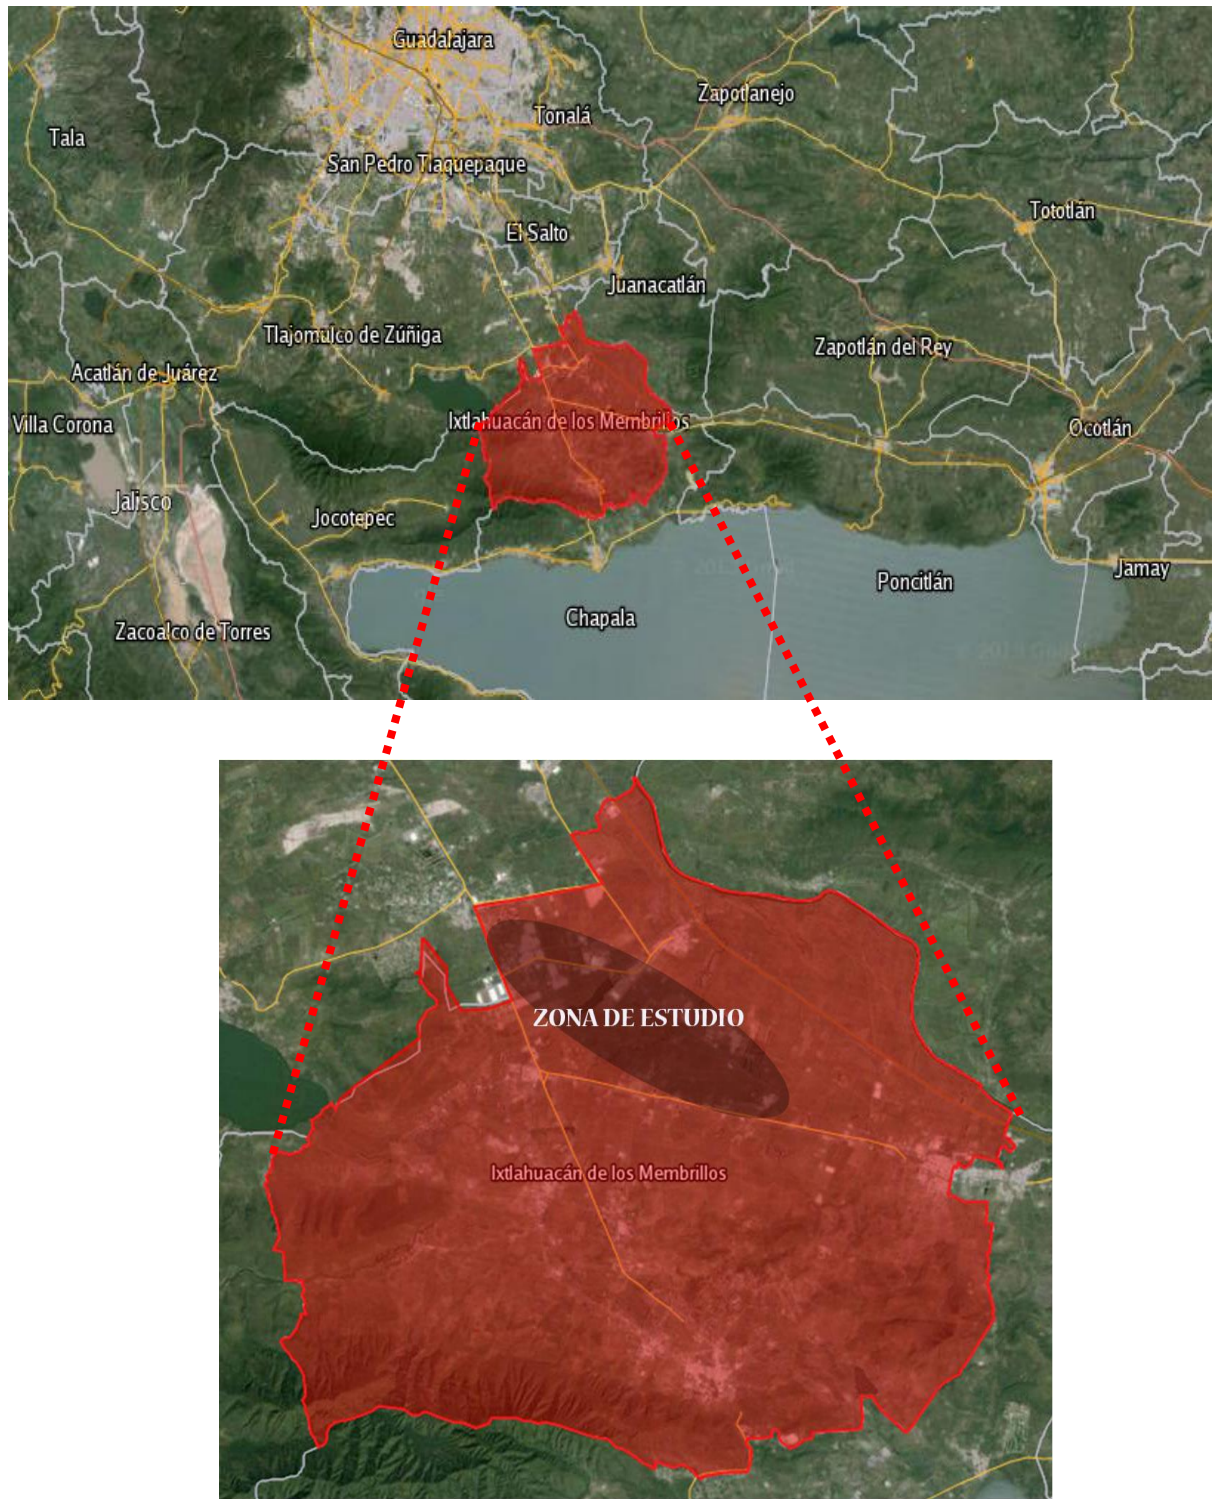 Guadalajara
Zapotlanejo
Tonalá
Tala
San Pedro Tlaquepaque
Tototlán
El Salto
Juanacatlán
Tlajomulco de Zúñiga
Zapotlán del Rey
Acatlán de Juárez
Villa Corona
Ixtlahuacán de los Membrillos
Ocotlán
Jalisco
Jocotepec
Jamay
Poncitlán
Chapala
Zacoalco de Torres
ZONA DE ESTUDIO
Ixtlahuacán de los Membrillos